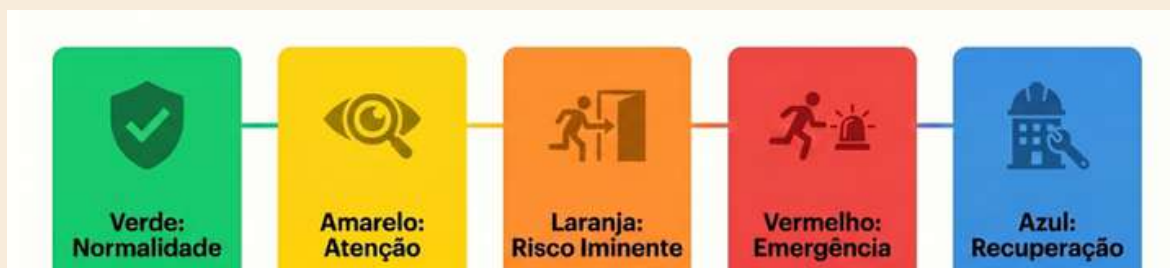 Verde:
Normalidade
Amarelo:
Atenção
Laranja:
Risco Iminente
Vermelho:
Emergência
Azul:
Recuperação